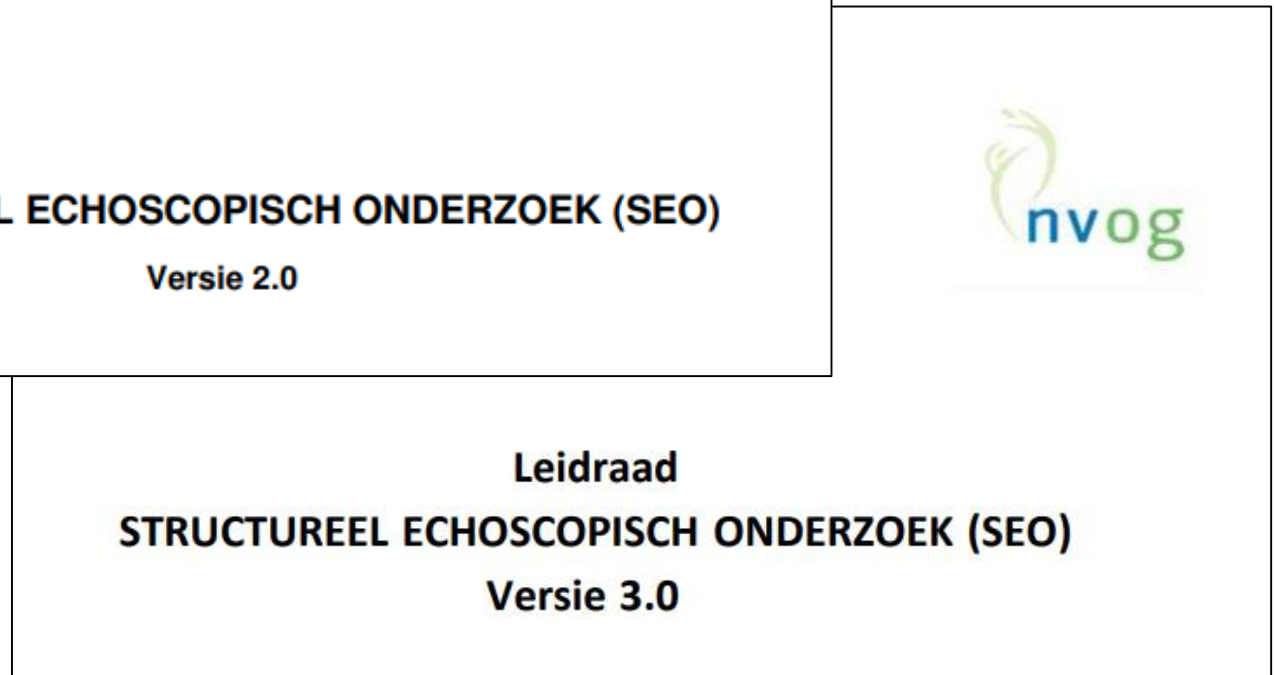 ECHOSCOPISCH ONDERZOEK (SEO)
Versie 2.0
nvog
Leidraad
STRUCTUREEL ECHOSCOPISCH ONDERZOEK (SEO)
Versie 3.0